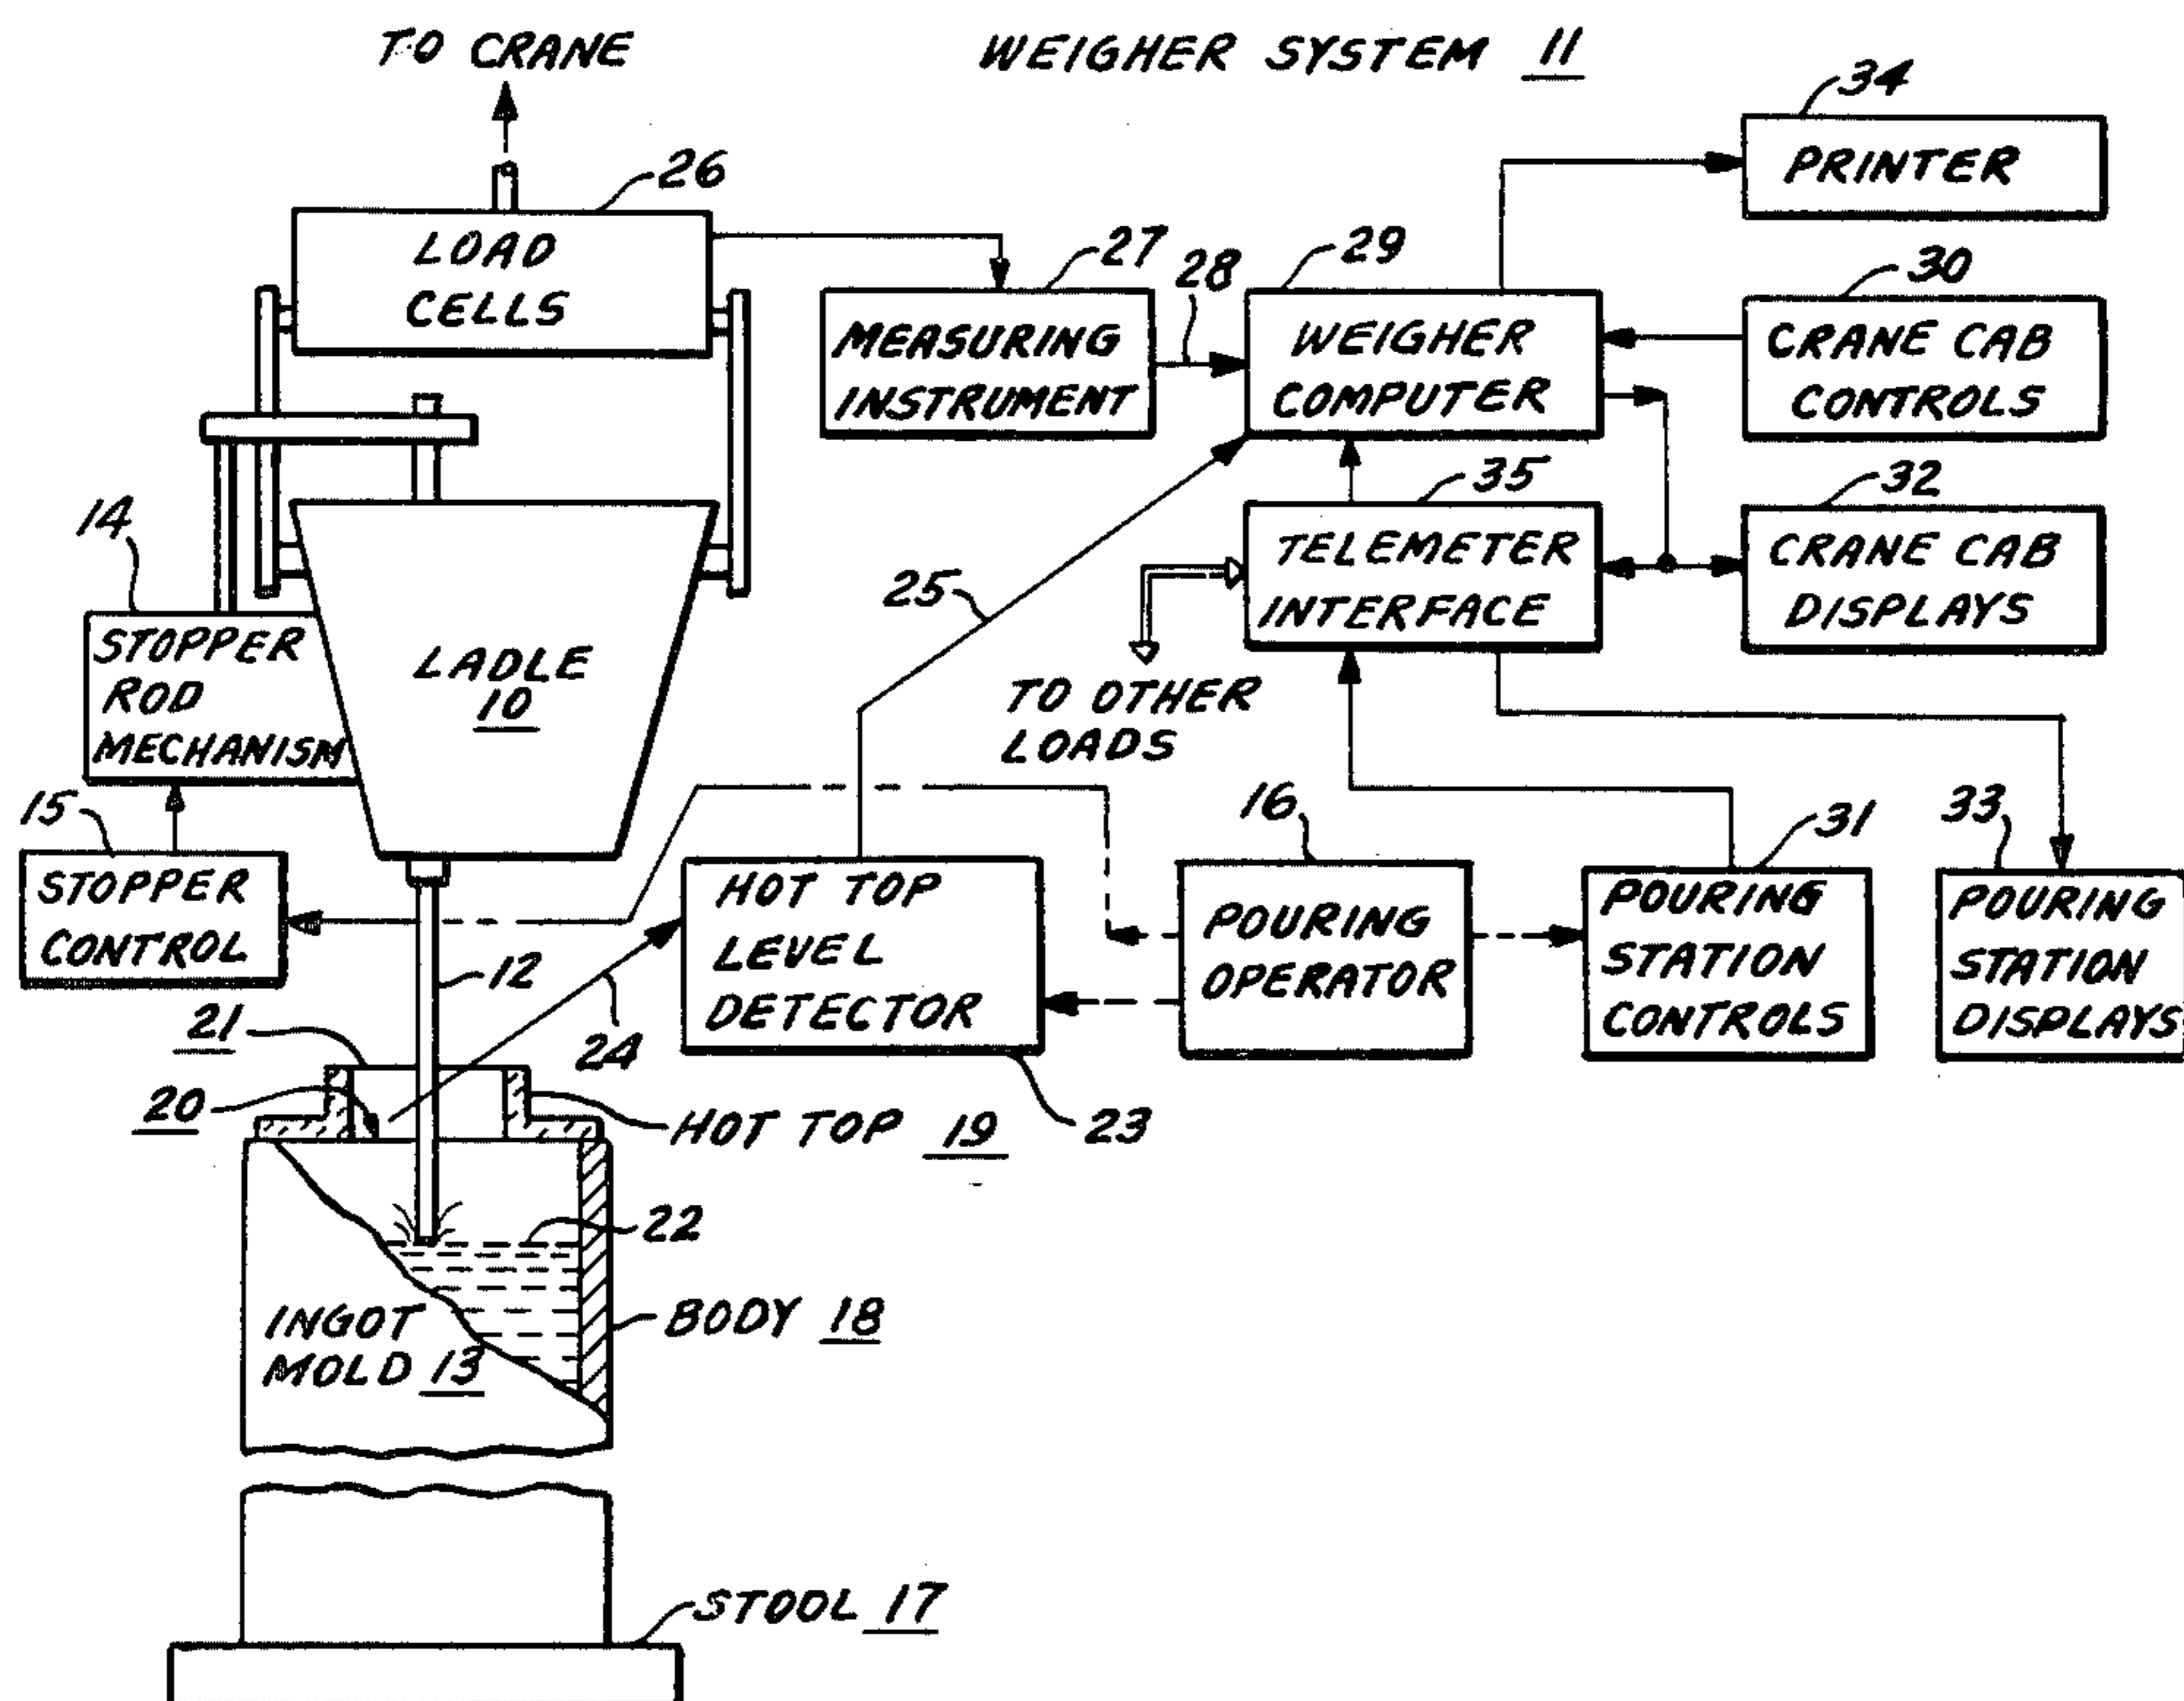 TO CRANE
WEIGHER SYSTEM 11
34
PRINTER
26
LOAD
CELLS
27
28
29
30
MEASURING
INSTRUMENT
WEIGHER
COMPUTER
CRANE CAB
CONTROLS
14
35
32
TELEMETER
INTERFACE
CRANE CAB
DISPLAYS
25
STOPPER
ROD
MECHANISM
LADLE
10
TO OTHER
LOADS
15
16
31
33
STOPPER
CONTROL
HOT TOP
LEVEL
DETECTOR
POURING
OPERATOR
POURING
STATION
CONTROLS
POURING
STATION
DISPLAYS
12
21
24
20
HOT TOP 19
23
22
INGOT
MOLD 13
BODY 18
STOOL 17